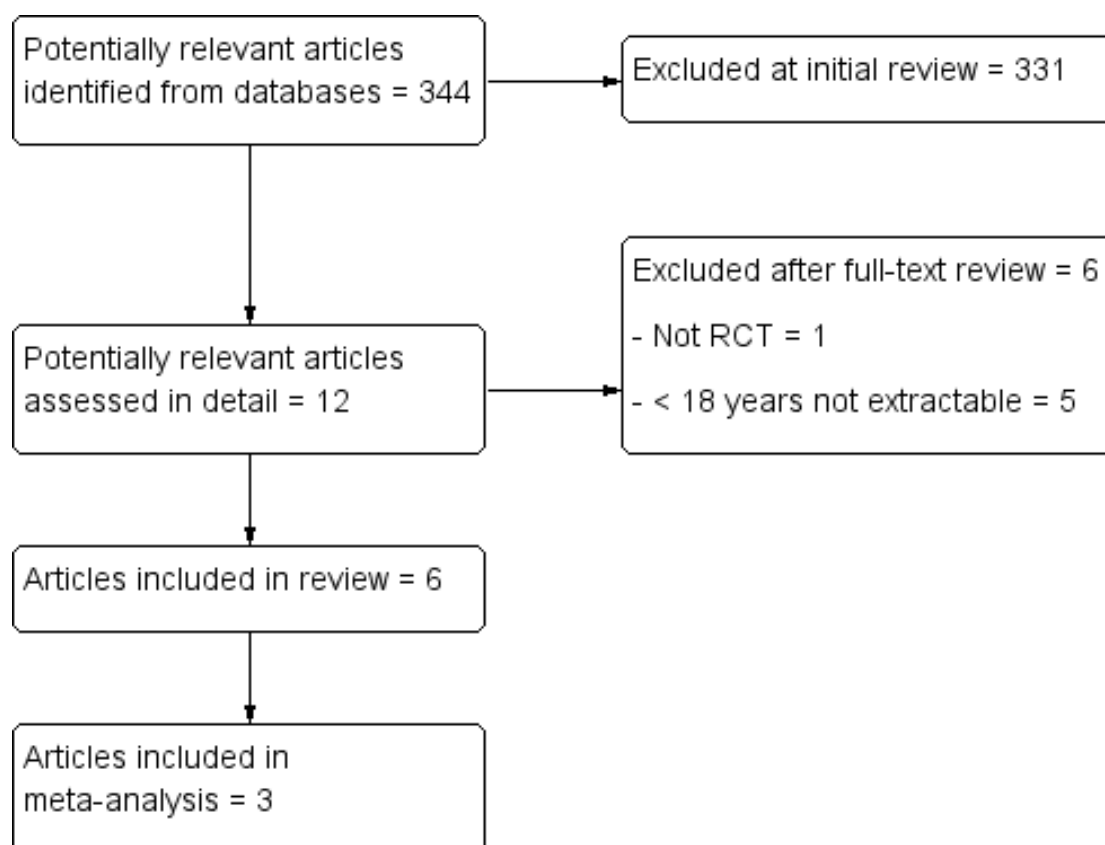 Potentially relevant articles
identified from databases = 344
Excluded at initial review = 331
Excluded after full-text review = 6
- Not RCT = 1
- < 18 years not extractable = 5
Potentially relevant articles
assessed in detail = 12
Articles included in review = 6
Articles included in
meta-analysis = 3